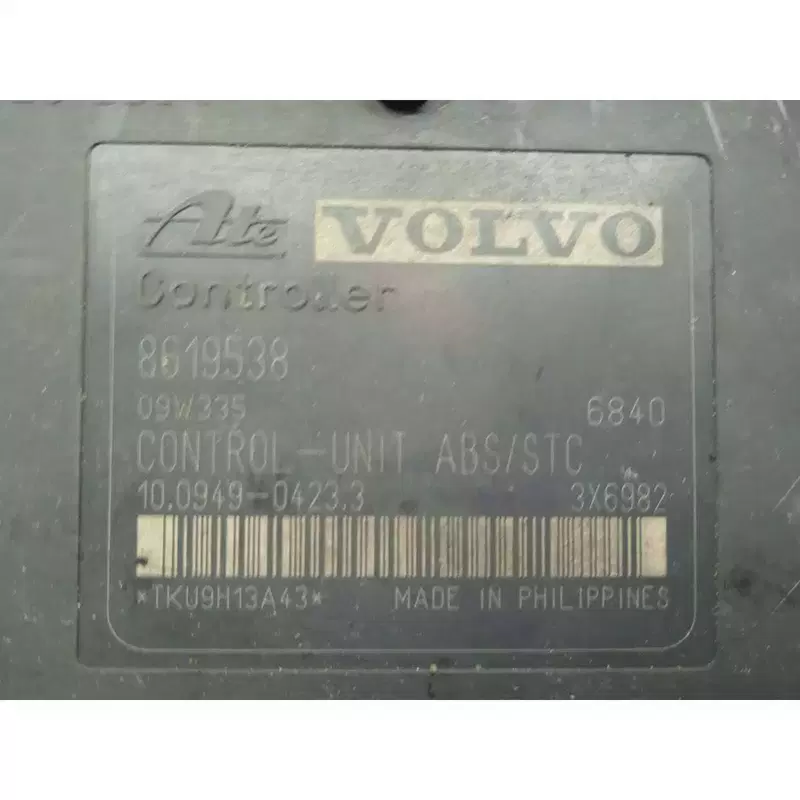 Ate VOLVO
Controller
8619538
09W335 6840
CONTROL-UNIT ABS/STC
10.0949-0423.3 3X6982
*TKU9H13A43* MADE IN PHILIPPINES